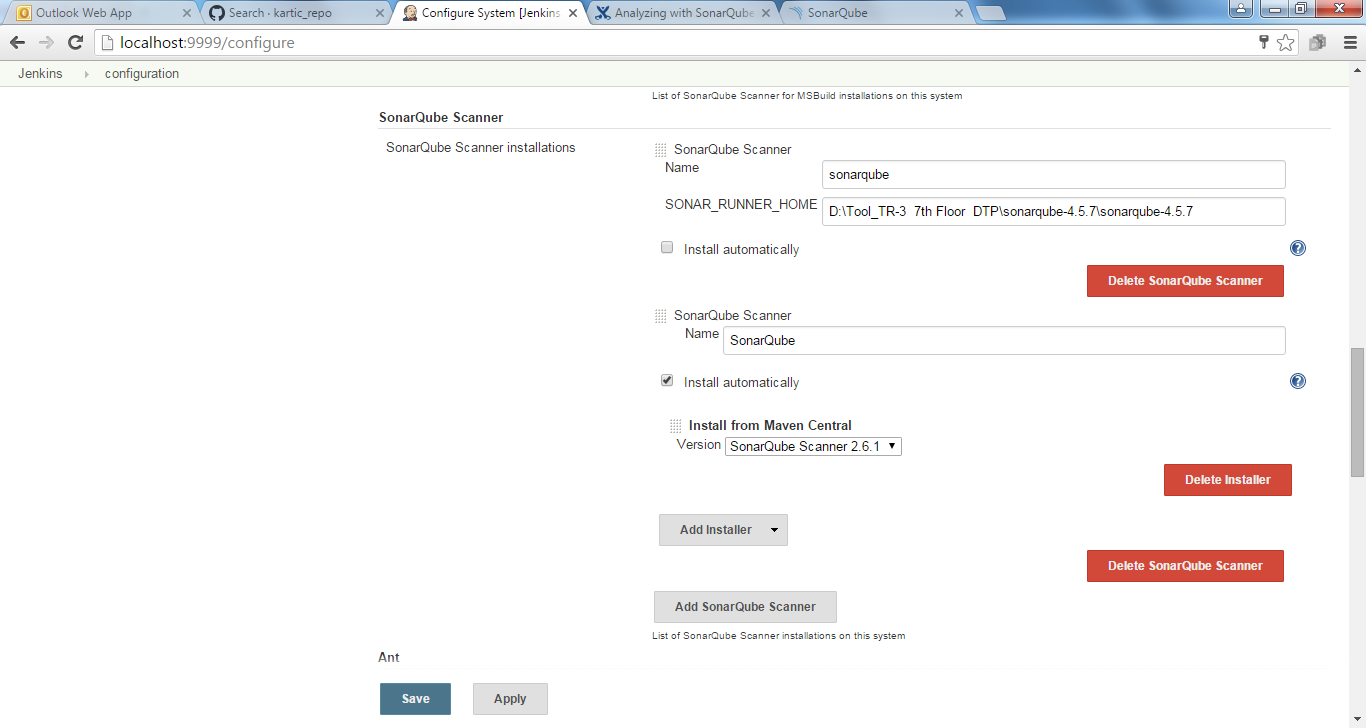 Outlook Web App
Search · kartic_repo
Configure System [Jenkins
Analyzing with SonarQube
SonarQube
localhost:9999/configure
Jenkins
configuration
List of SonarQube Scanner for MSBuild installations on this system
SonarQube Scanner
SonarQube Scanner installations
SonarQube Scanner
Name
sonarqube
SONAR_RUNNER_HOME
D:\Tool_TR-3  7th Floor  DTP\sonarqube-4.5.7\sonarqube-4.5.7
Install automatically
Delete SonarQube Scanner
SonarQube Scanner
Name
SonarQube
Install automatically
Install from Maven Central
Version
SonarQube Scanner 2.6.1
Delete Installer
Add Installer
Delete SonarQube Scanner
Add SonarQube Scanner
List of SonarQube Scanner installations on this system
Ant
Save
Apply